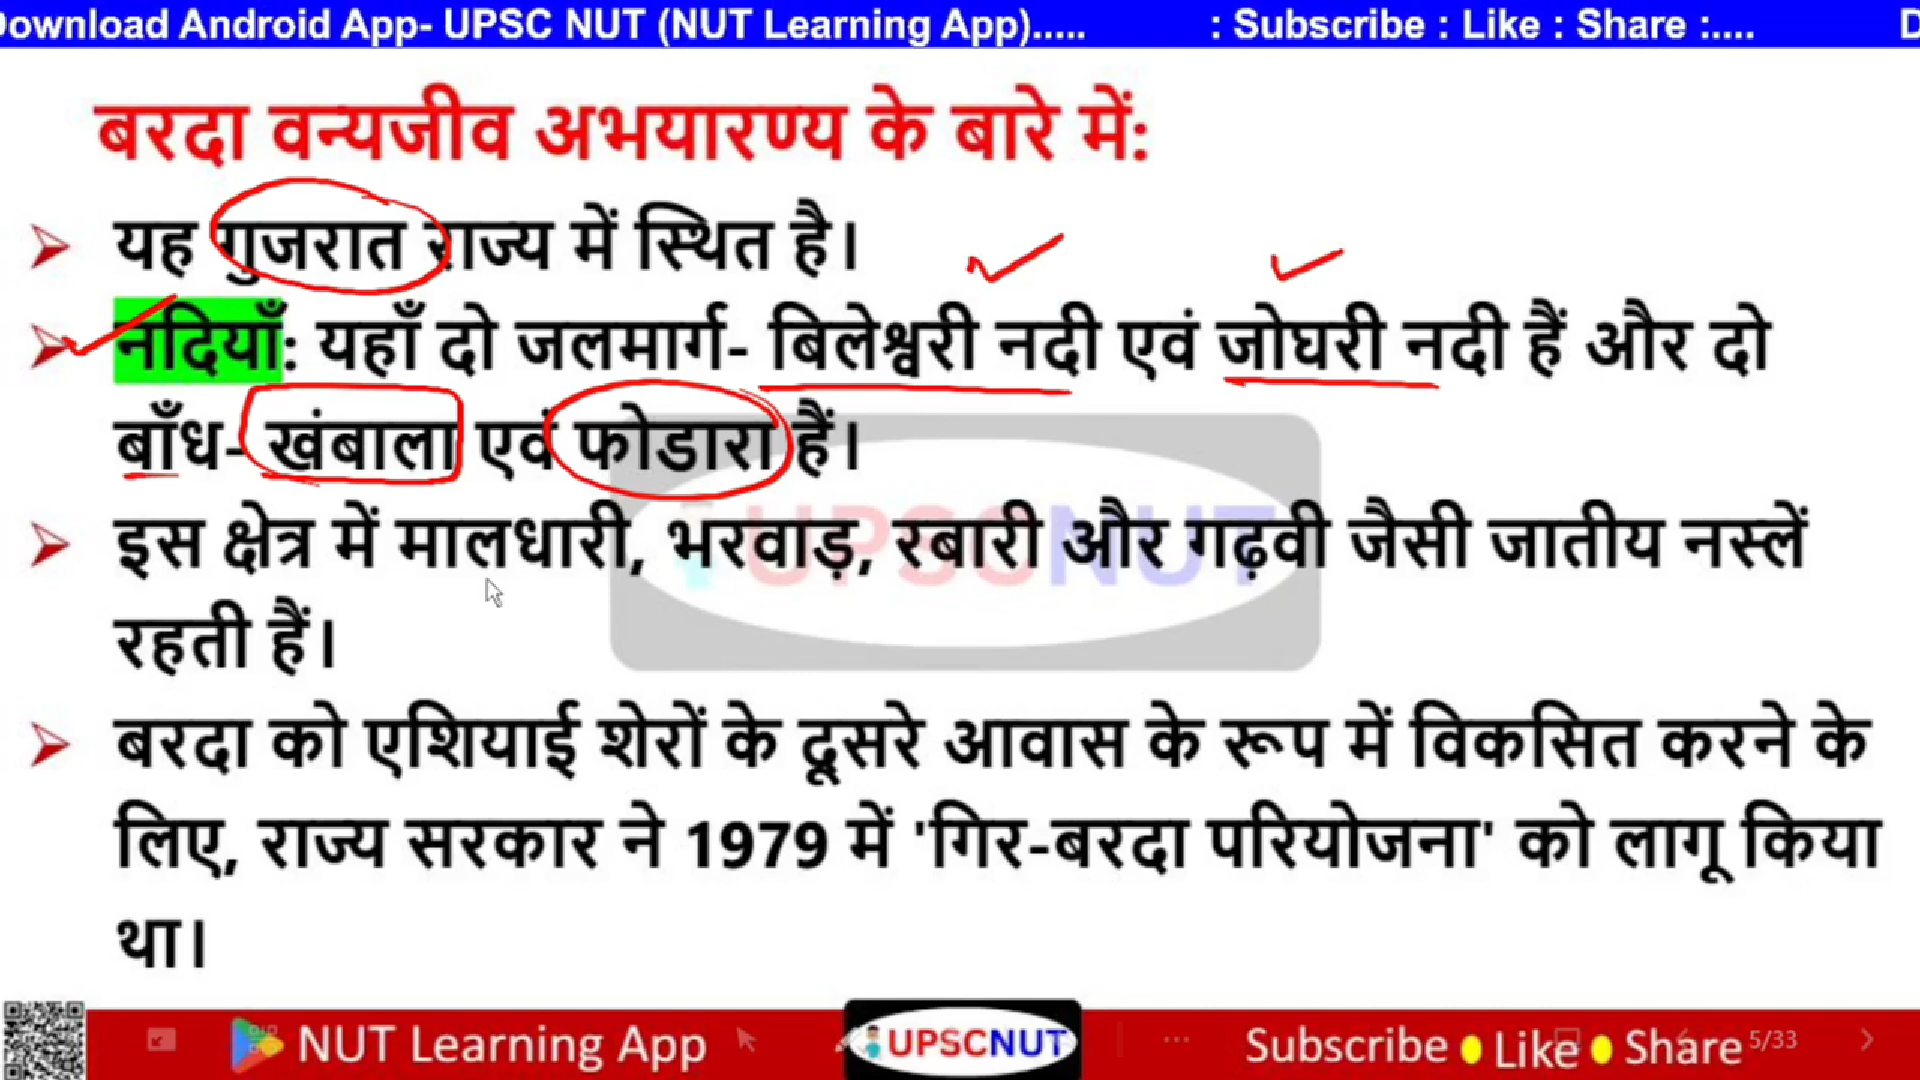 ownload Android App- UPSC NUT (NUT Learning App)..... : Subscribe : Like : Share :.... D
बरदा वन्यजीव अभयारण्य के बारे में:
यह गुजरात राज्य में स्थित है।
नदियाँ: यहाँ दो जलमार्ग- बिलेश्वरी नदी एवं जोघरी नदी हैं और दो
बाँध- खंबाला एवं फोडारा हैं।
UPSCNUT
इस क्षेत्र में मालधारी, भरवाड़, रबारी और गढ़वी जैसी जातीय नस्लें
रहती हैं।
बरदा को एशियाई शेरों के दूसरे आवास के रूप में विकसित करने के
लिए, राज्य सरकार ने 1979 में 'गिर-बरदा परियोजना' को लागू किया
था।
NUT Learning App UPSCNUT Subscribe Like Share 5/33